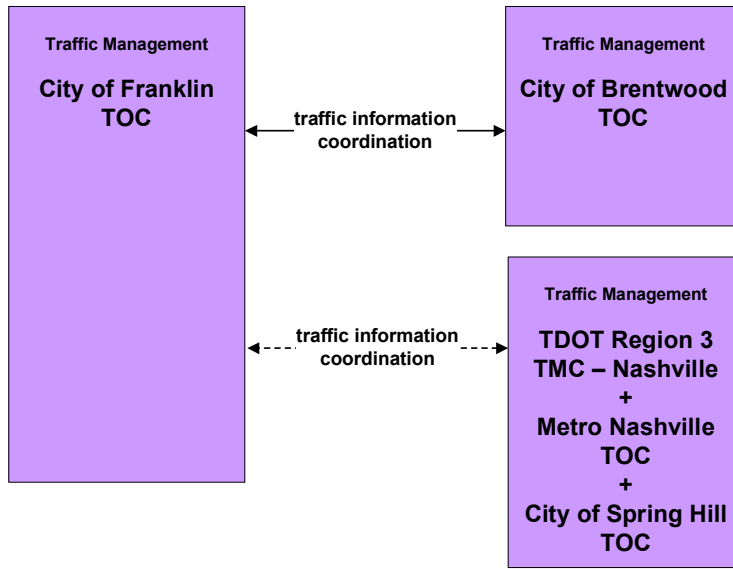 Traffic Management
City of Franklin
TOC
traffic information
coordination
Traffic Management
City of Brentwood
TOC
traffic information
coordination
Traffic Management
TDOT Region 3
TMC – Nashville
+
Metro Nashville
TOC
+
City of Spring Hill
TOC